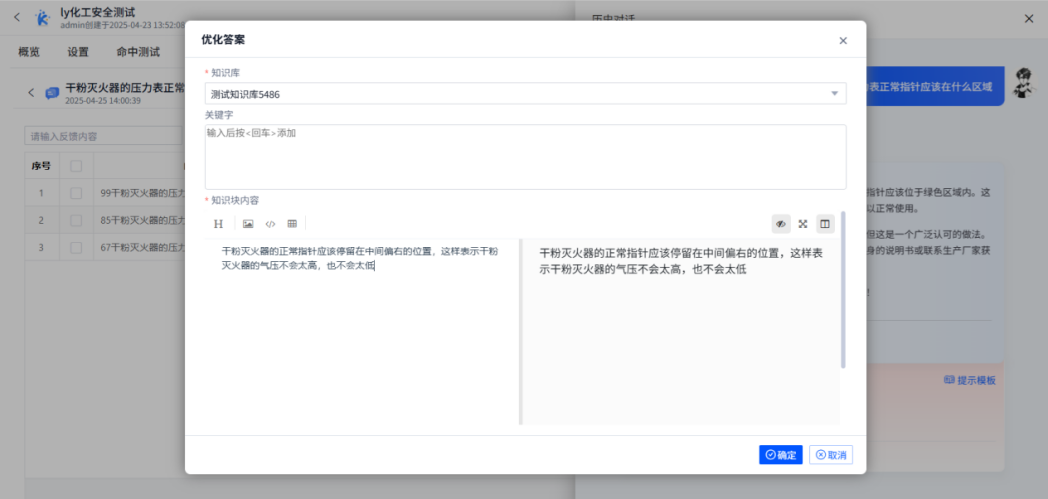 ly化工安全测试
admin创建于2025-04-23 13:52:08
概览
设置
命中测试
干粉灭火器的压力表正常
2025-04-25 14:00:39
请输入反馈内容
序号
1
99干粉灭火器的压力
2
85干粉灭火器的压力
3
67干粉灭火器的压力
优化答案
* 知识库
测试知识库5486
关键字
输入后按<回车>添加
* 知识块内容
H
干粉灭火器的正常指针应该停留在中间偏右的位置，这样表示干粉
灭火器的气压不会太高，也不会太低
干粉灭火器的正常指针应该停留在中间偏右的位置，这样表
示干粉灭火器的气压不会太高，也不会太低
确定
取消
历史对话
表正常指针应该在什么区域
指针应该位于绿色区域内。这
以正常使用。
但这是一个广泛认可的做法。
身的说明书或联系生产厂家获
!
提示模板